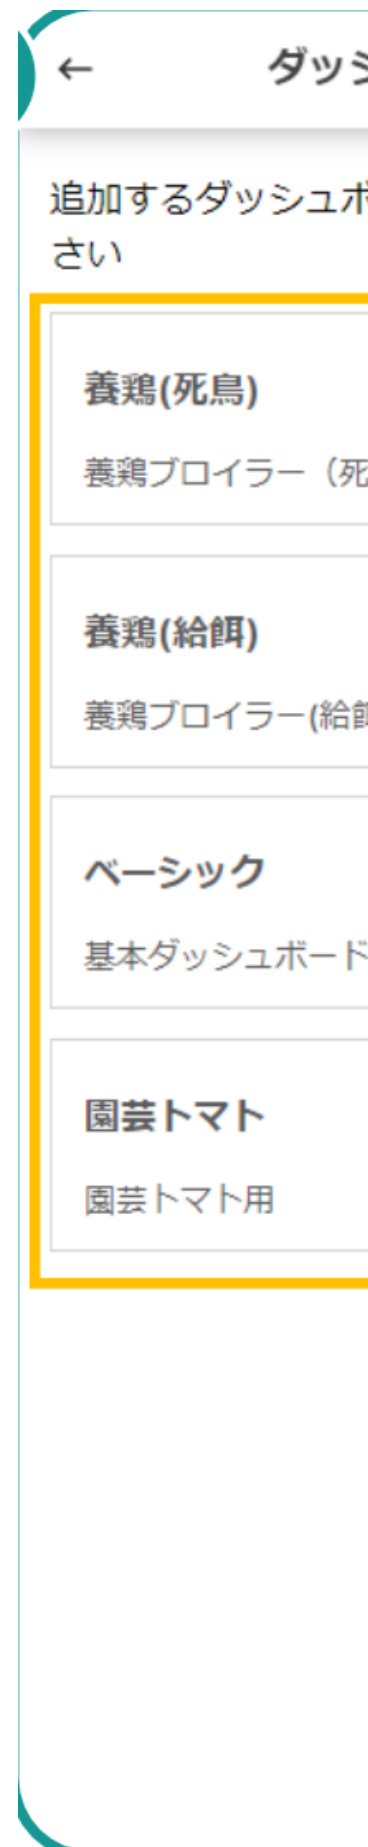 ← ダッシ
追加するダッシュボ
さい
養鶏(死鳥)
養鶏ブロイラー（死
養鶏(給餌)
養鶏ブロイラー(給餌
ベーシック
基本ダッシュボード
園芸トマト
園芸トマト用